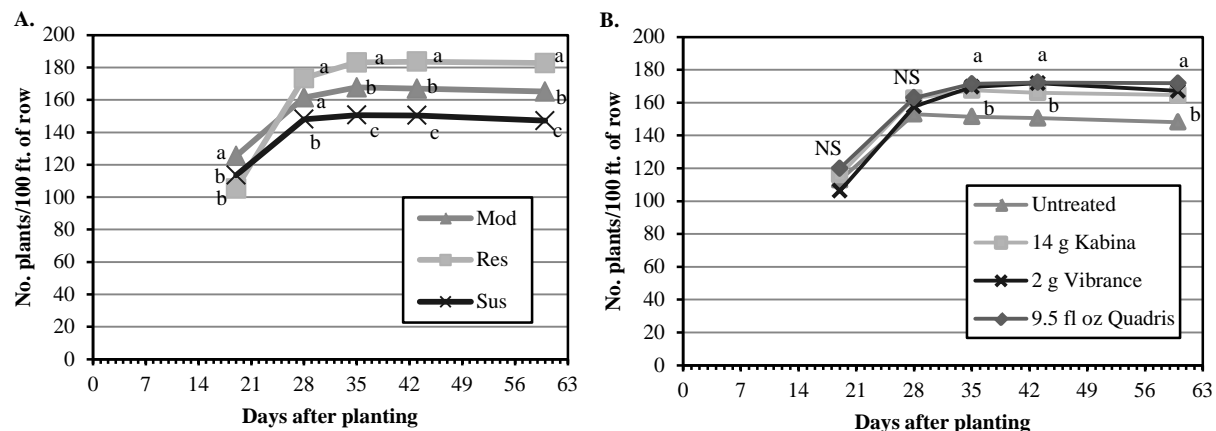 A.
200
180
160
140
120
100
80
60
40
20
0
No. plants/100 ft. of row
a
b
b
a
a
b
a
b
c
a
b
c
a
b
c
Mod
Res
Sus
0 7 14 21 28 35 42 49 56 63
Days after planting
B.
200
180
160
140
120
100
80
60
40
20
0
No. plants/100 ft. of row
NS
NS
a
b
a
b
a
b
Untreated
14 g Kabina
2 g Vibrance
9.5 fl oz Quadris
0 7 14 21 28 35 42 49 56 63
Days after planting